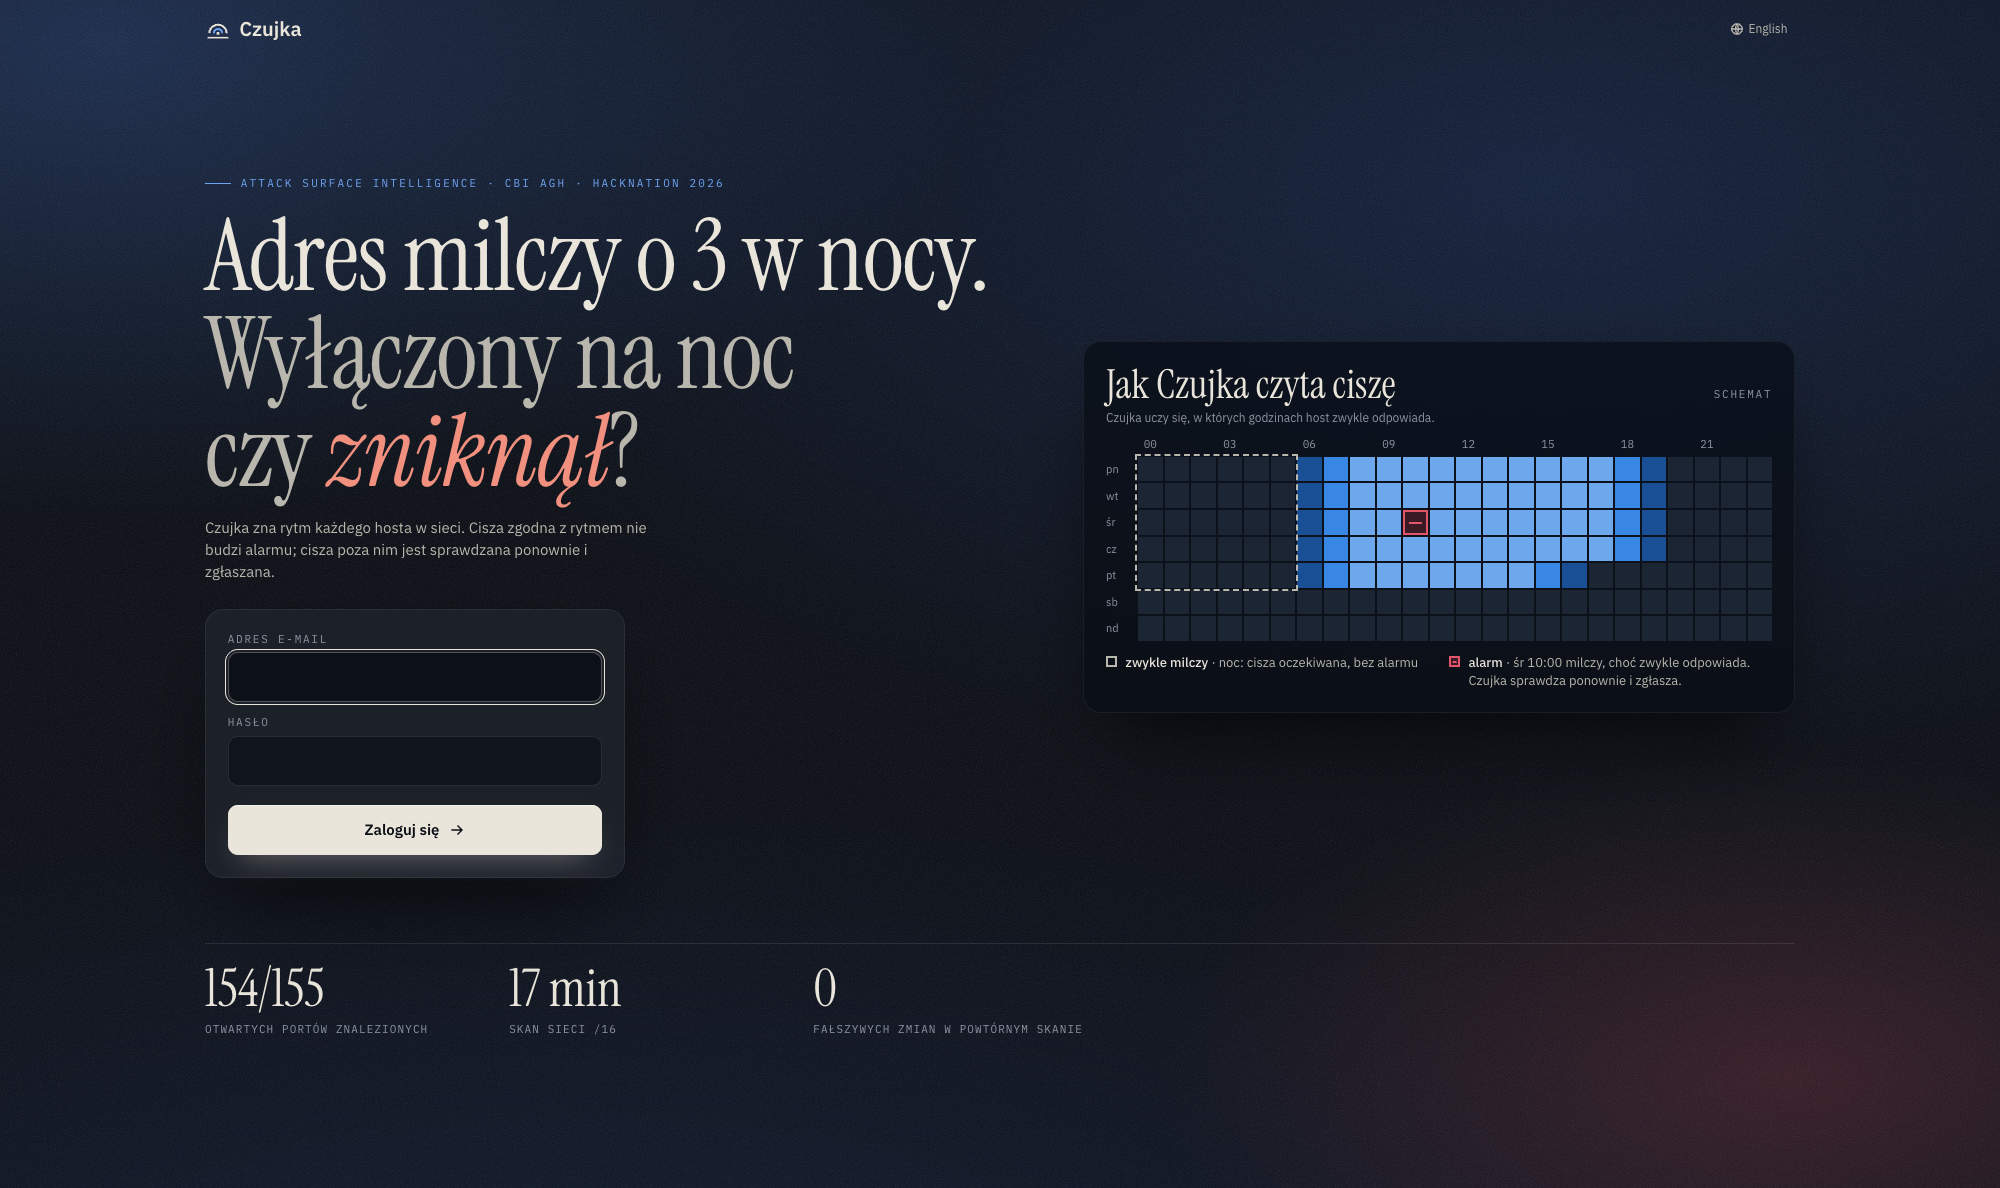 Czujka
English
ATTACK SURFACE INTELLIGENCE · CBI AGH · HACKNATION 2026
Adres milczy o 3 w nocy.
Wyłączony na noc
czy zniknął?
Czujka zna rytm każdego hosta w sieci. Cisza zgodna z rytmem nie
budzi alarmu; cisza poza nim jest sprawdzana ponownie i
zgłaszana.
ADRES E-MAIL
HASŁO
Zaloguj się →
Jak Czujka czyta ciszę
SCHEMAT
Czujka uczy się, w których godzinach host zwykle odpowiada.
00 03 06 09 12 15 18 21
pn
wt
śr
cz
pt
sb
nd
zwykle milczy · noc: cisza oczekiwana, bez alarmu
alarm · śr 10:00 milczy, choć zwykle odpowiada.
Czujka sprawdza ponownie i zgłasza.
154/155
OTWARTYCH PORTÓW ZNALEZIONYCH
17 min
SKAN SIECI /16
0
FAŁSZYWYCH ZMIAN W POWTÓRNYM SKANIE